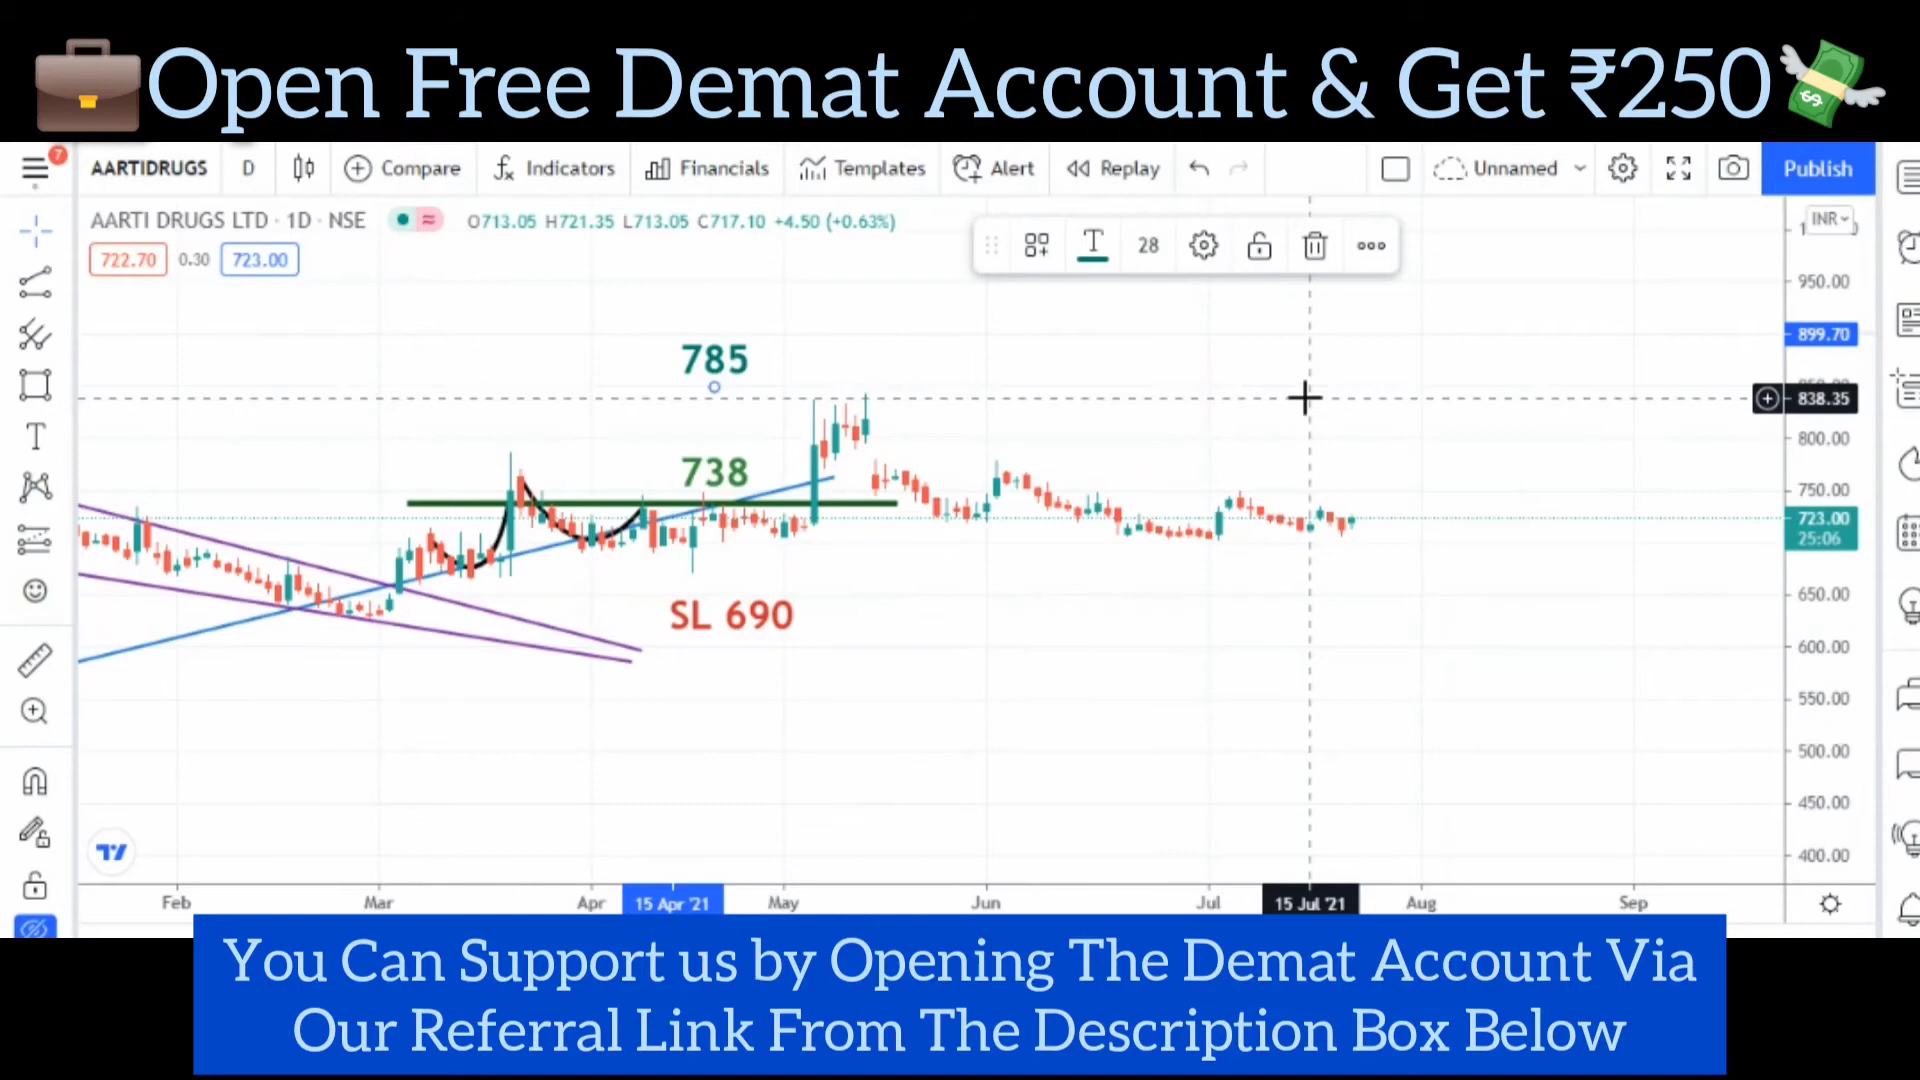 Open Free Demat Account & Get ₹250
7
AARTIDRUGS D Compare Indicators Financials Templates Alert Replay Unnamed Publish
AARTI DRUGS LTD · 1D · NSE O713.05 H721.35 L713.05 C717.10 +4.50 (+0.63%)
INR
722.70 0.30 723.00
28
950.00
899.70
785
838.35
800.00
738
750.00
723.00
25:06
SL 690
650.00
600.00
550.00
500.00
450.00
400.00
Feb Mar Apr 15 Apr '21 May Jun Jul 15 Jul '21 Aug Sep
You Can Support us by Opening The Demat Account Via
Our Referral Link From The Description Box Below